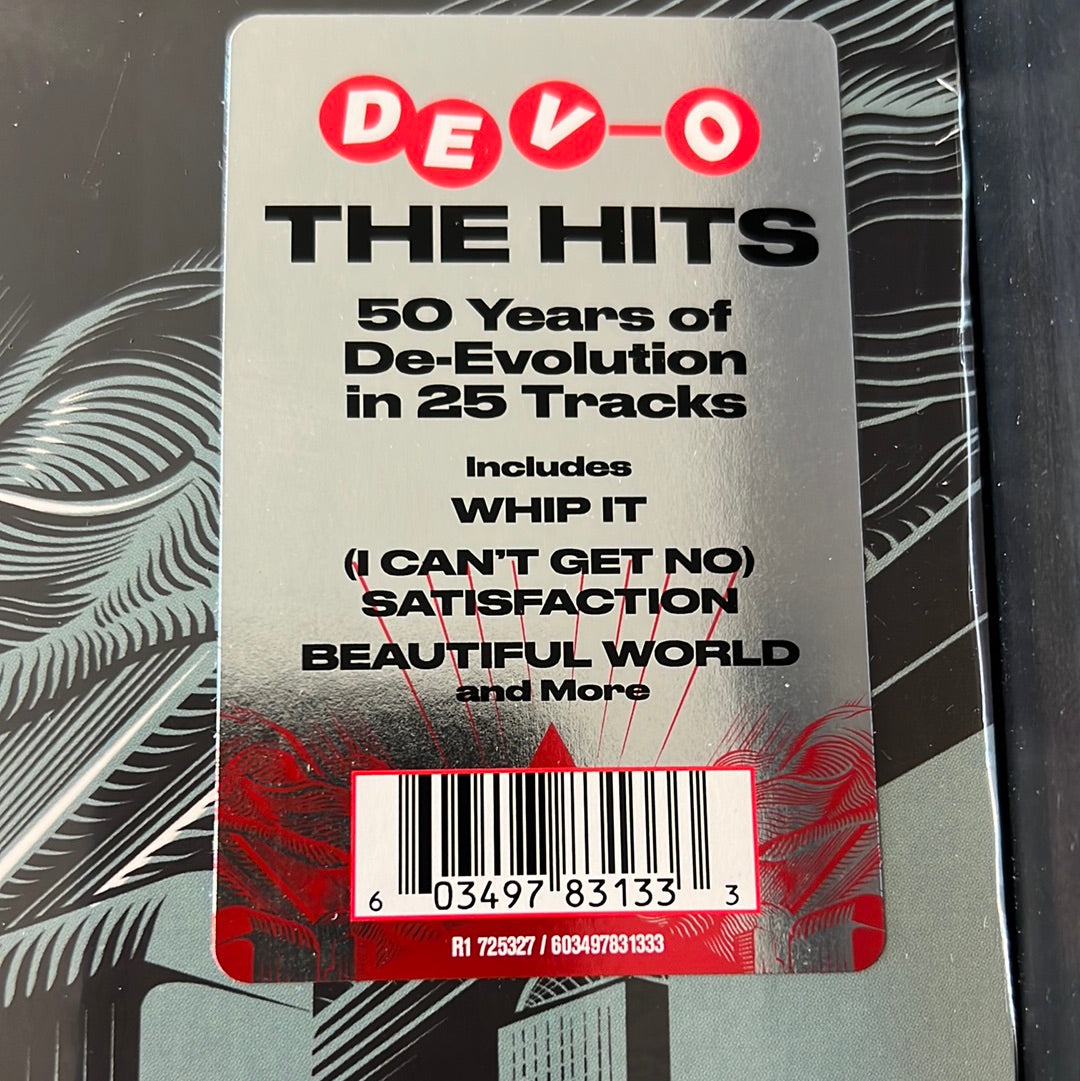 DEV-O
THE HITS
50 Years of
De-Evolution
in 25 Tracks
Includes
WHIP IT
(I CAN'T GET NO)
SATISFACTION
BEAUTIFUL WORLD
and More
6 03497 83133 3
R1 725327 / 603497831333